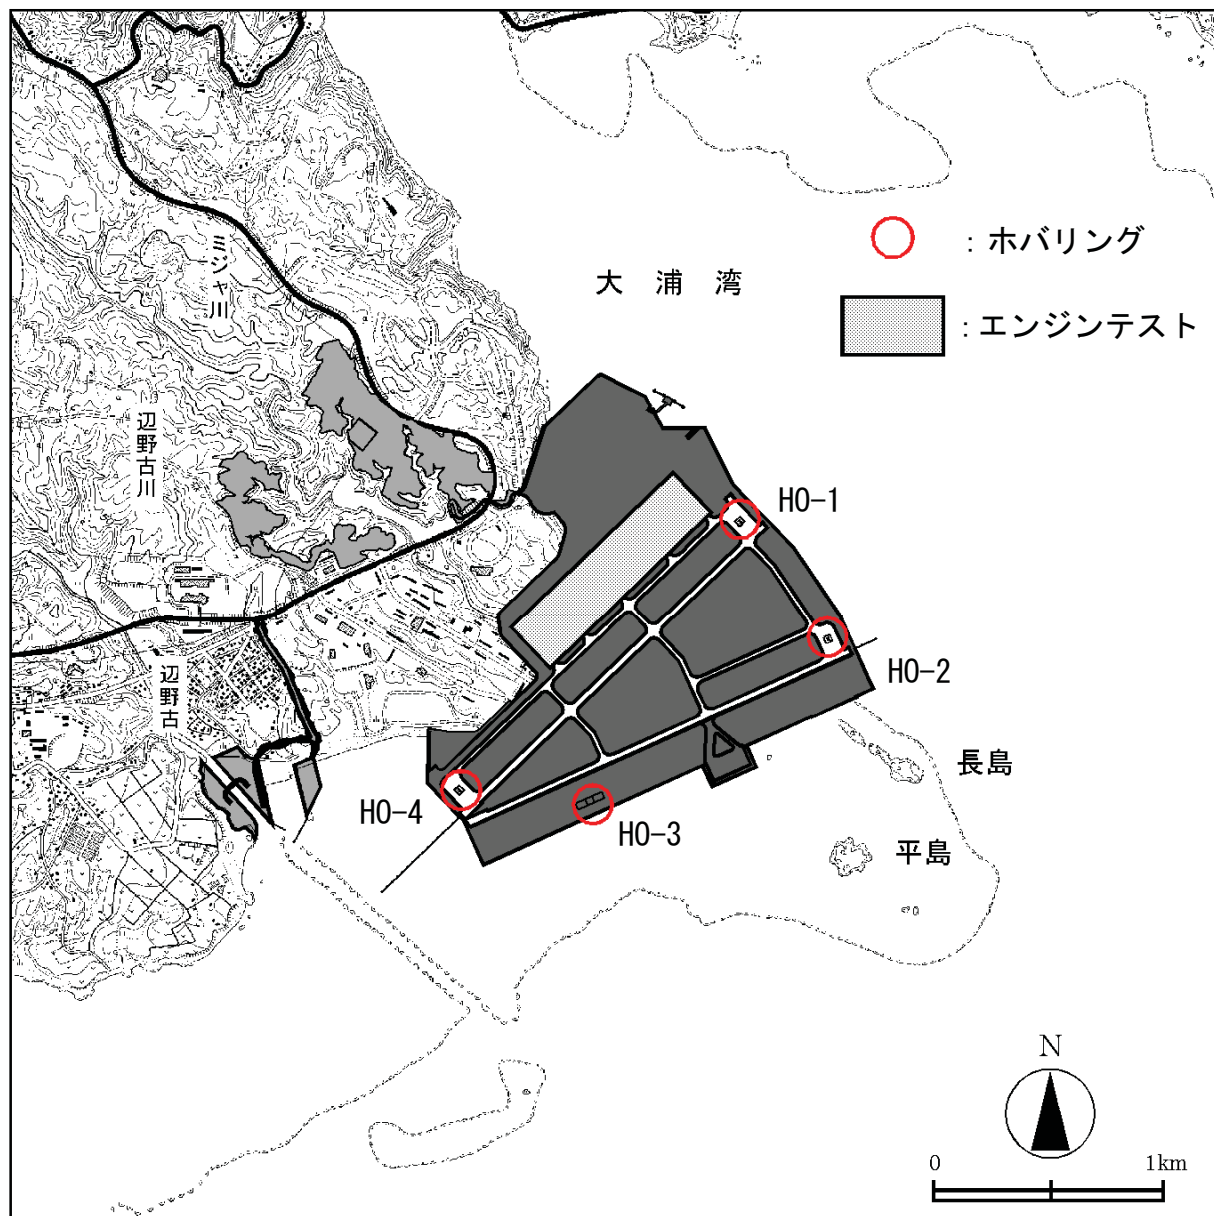 ミジャ川
大浦湾
：ホバリング
：エンジンテスト
辺野古川
HO-1
HO-2
辺野古
長島
HO-4
HO-3
平島
N
0 1km